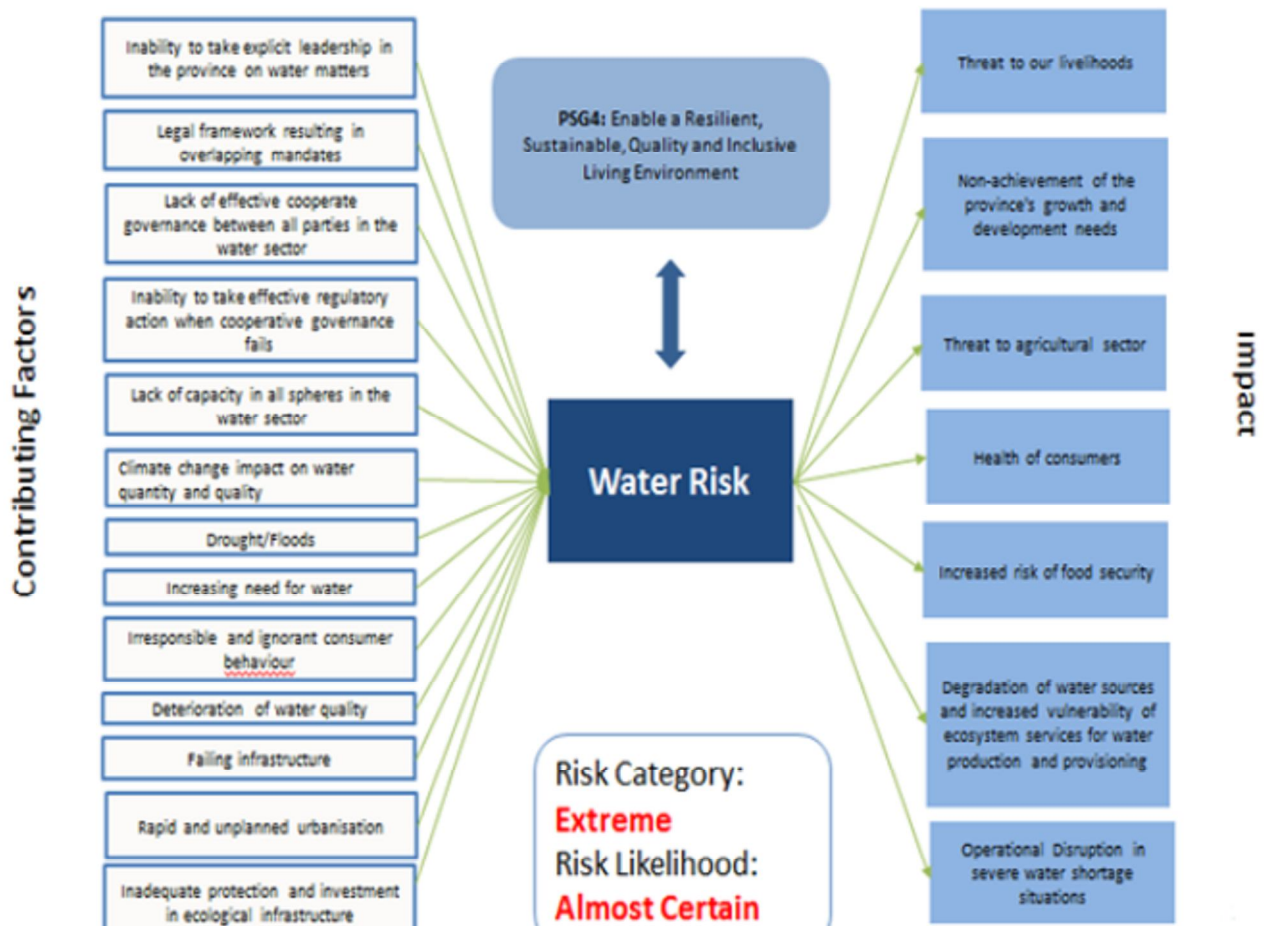 Contributing Factors
Inability to take explicit leadership in
the province on water matters
Legal framework resulting in
overlapping mandates
Lack of effective cooperate
governance between all parties in the
water sector
Inability to take effective regulatory
action when cooperative governance
fails
Lack of capacity in all spheres in the
water sector
Climate change impact on water
quantity and quality
Drought/Floods
Increasing need for water
Irresponsible and ignorant consumer
behaviour
Deterioration of water quality
Failing infrastructure
Rapid and unplanned urbanisation
Inadequate protection and investment
in ecological infrastructure
PSG4: Enable a Resilient,
Sustainable, Quality and Inclusive
Living Environment
Water Risk
Risk Category:
Extreme
Risk Likelihood:
Almost Certain
Threat to our livelihoods
Non-achievement of the
province's growth and
development needs
Threat to agricultural sector
Health of consumers
Increased risk of food security
Degradation of water sources
and increased vulnerability of
ecosystem services for water
production and provisioning
Operational Disruption in
severe water shortage
situations
Impact